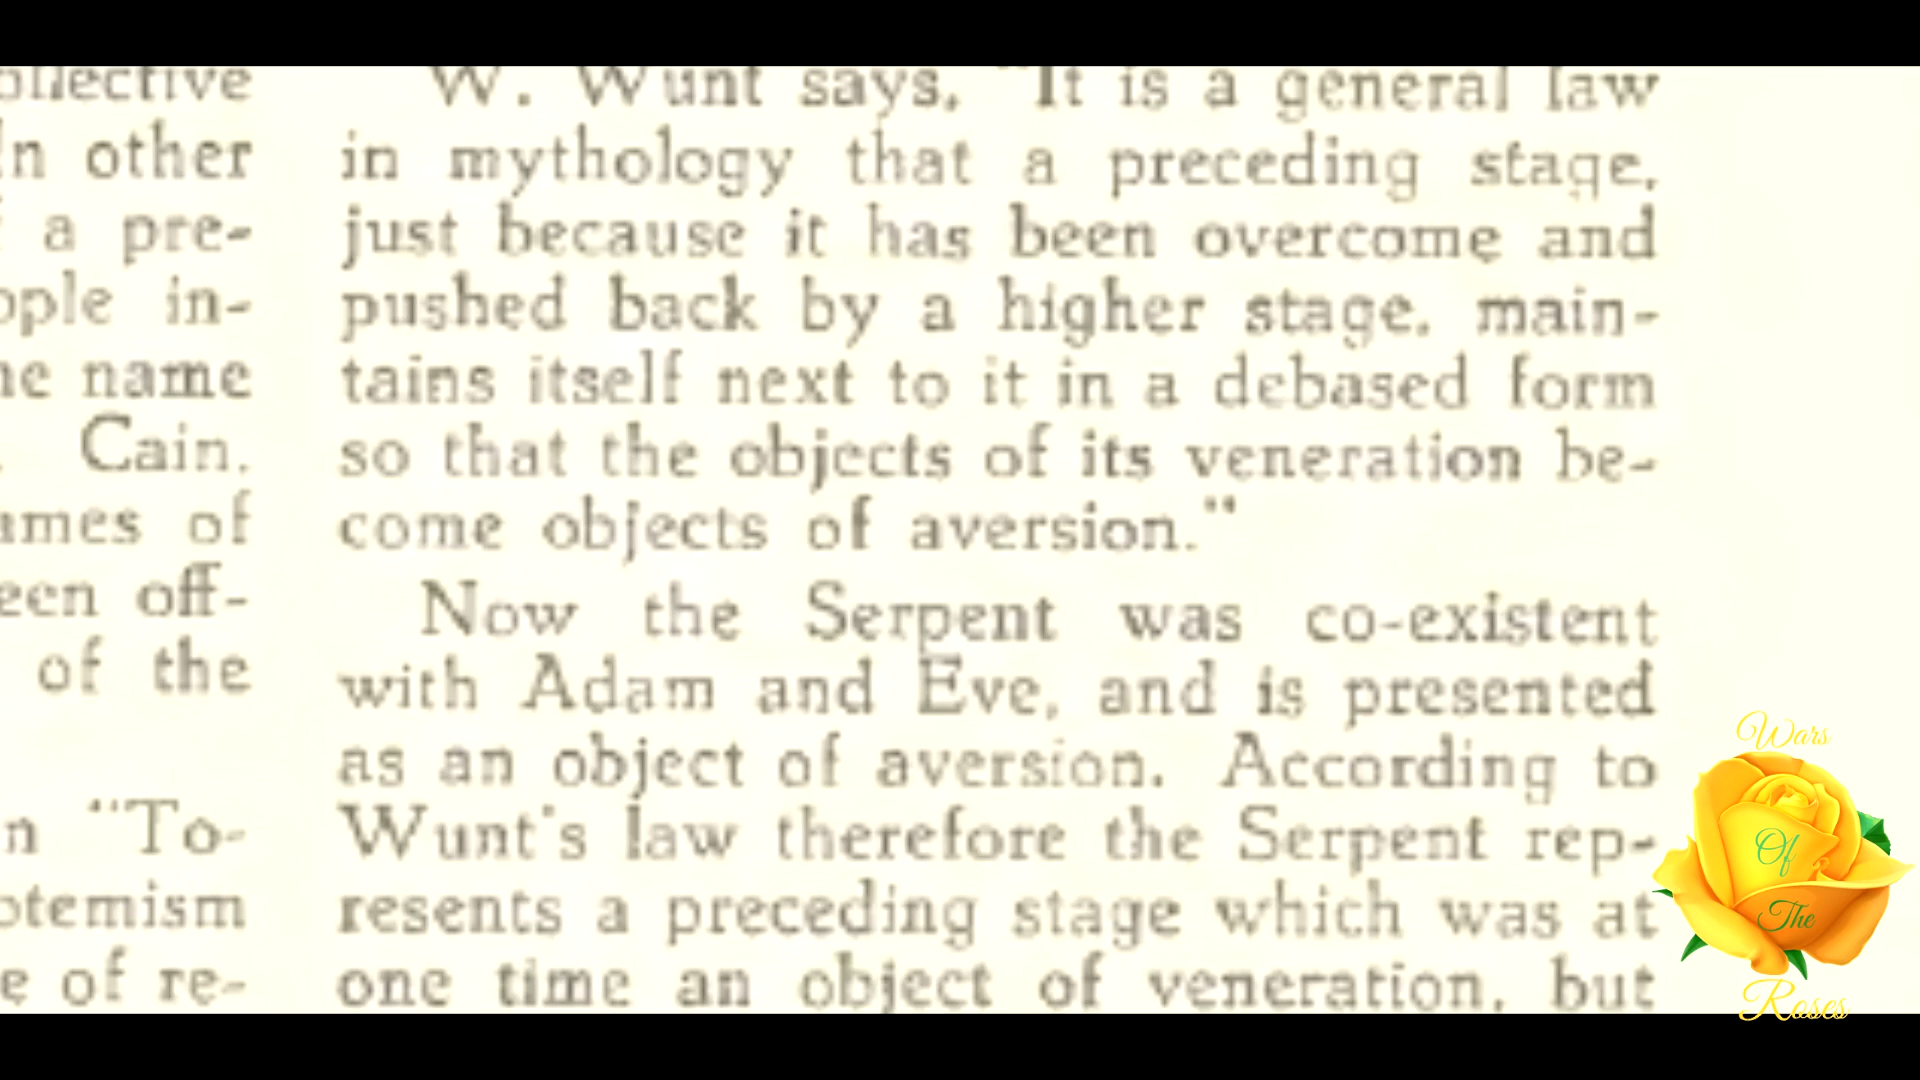 ollective
In other
a pre-
ople in-
he name
Cain.
ames of
een off-
of the
n "To-
otemism
e of re-
W. Wunt says, "It is a general law
in mythology that a preceding stage,
just because it has been overcome and
pushed back by a higher stage, main-
tains itself next to it in a debased form
so that the objects of its veneration be-
come objects of aversion."
Now the Serpent was co-existent
with Adam and Eve, and is presented
as an object of aversion. According to
Wunt's law therefore the Serpent rep-
resents a preceding stage which was at
one time an object of veneration, but
Wars
Of
The
Roses